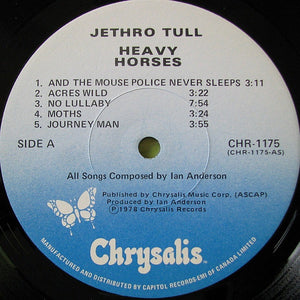 JETHRO TULL
HEAVY
HORSES
1. AND THE MOUSE POLICE NEVER SLEEPS 3:11
2. ACRES WILD 3:22
3. NO LULLABY 7:54
4. MOTHS 3:24
5. JOURNEY MAN 3:55
SIDE A
CHR-1175
(CHR-1175-AS)
All Songs Composed by Ian Anderson
Published by Chrysalis Music Corp. (ASCAP)
Produced by Ian Anderson
℗ 1978 Chrysalis Records
Chrysalis
MANUFACTURED AND DISTRIBUTED BY CAPITOL RECORDS-EMI OF CANADA LIMITED